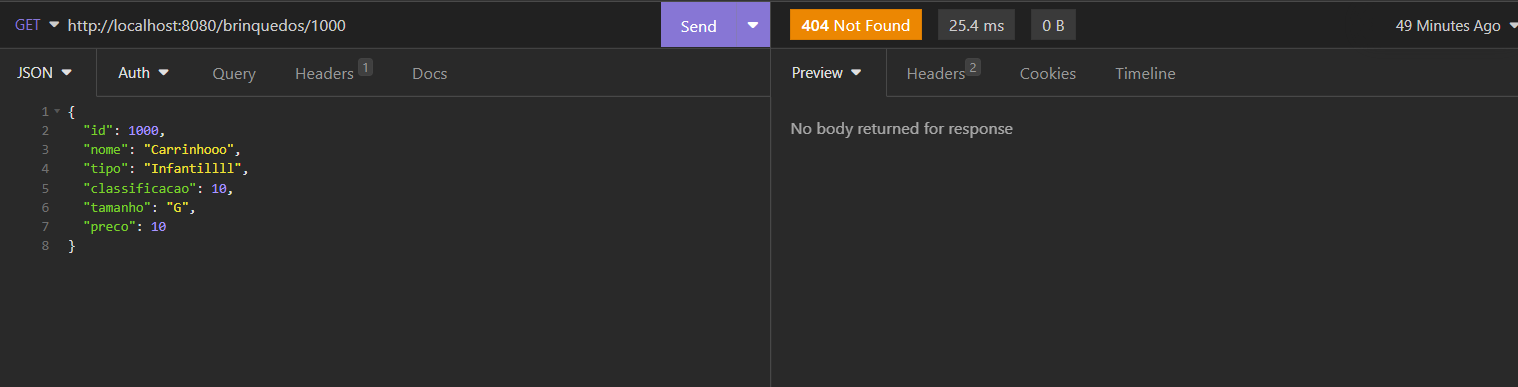 GET http://localhost:8080/brinquedos/1000 Send 404 Not Found 25.4 ms 0 B 49 Minutes Ago
JSON Auth Query Headers 1 Docs Preview Headers 2 Cookies Timeline
1 {
2 "id": 1000,
3 "nome": "Carrinhooo",
4 "tipo": "Infantillll",
5 "classificacao": 10,
6 "tamanho": "G",
7 "preco": 10
8 }
No body returned for response